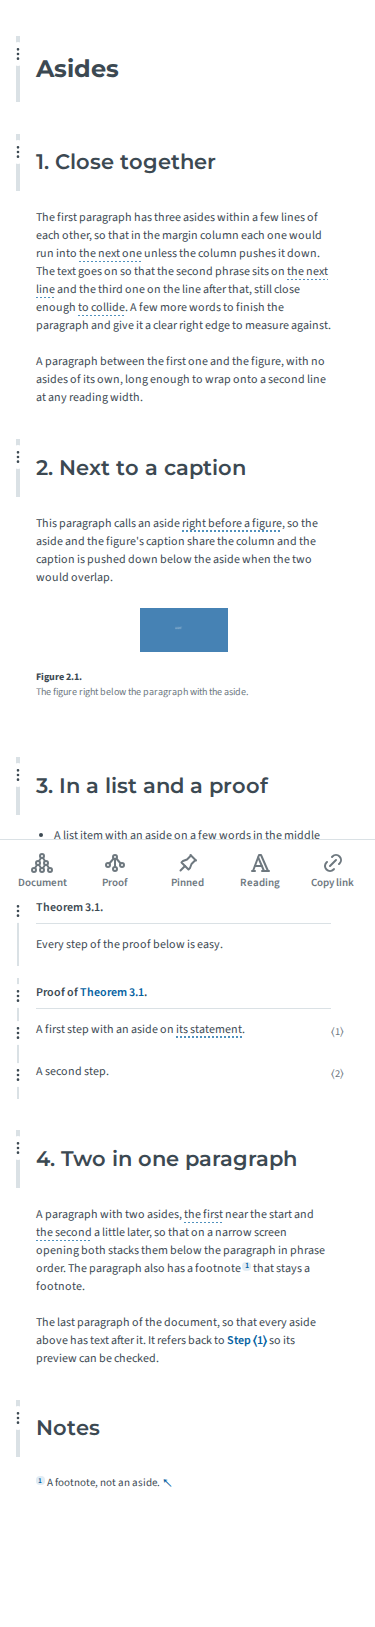 Asides
1. Close together
The first paragraph has three asides within a few lines of
each other, so that in the margin column each one would
run into the next one unless the column pushes it down.
The text goes on so that the second phrase sits on the next
line and the third one on the line after that, still close
enough to collide. A few more words to finish the
paragraph and give it a clear right edge to measure against.
A paragraph between the first one and the figure, with no
asides of its own, long enough to wrap onto a second line
at any reading width.
2. Next to a caption
This paragraph calls an aside right before a figure, so the
aside and the figure's caption share the column and the
caption is pushed down below the aside when the two
would overlap.
Figure 2.1.
The figure right below the paragraph with the aside.
3. In a list and a proof
• A list item with an aside on a few words in the middle
Document Proof Pinned Reading Copy link
Theorem 3.1.
Every step of the proof below is easy.
Proof of Theorem 3.1.
A first step with an aside on its statement. ⟨1⟩
A second step. ⟨2⟩
4. Two in one paragraph
A paragraph with two asides, the first near the start and
the second a little later, so that on a narrow screen
opening both stacks them below the paragraph in phrase
order. The paragraph also has a footnote 1 that stays a
footnote.
The last paragraph of the document, so that every aside
above has text after it. It refers back to Step ⟨1⟩ so its
preview can be checked.
Notes
1 A footnote, not an aside.